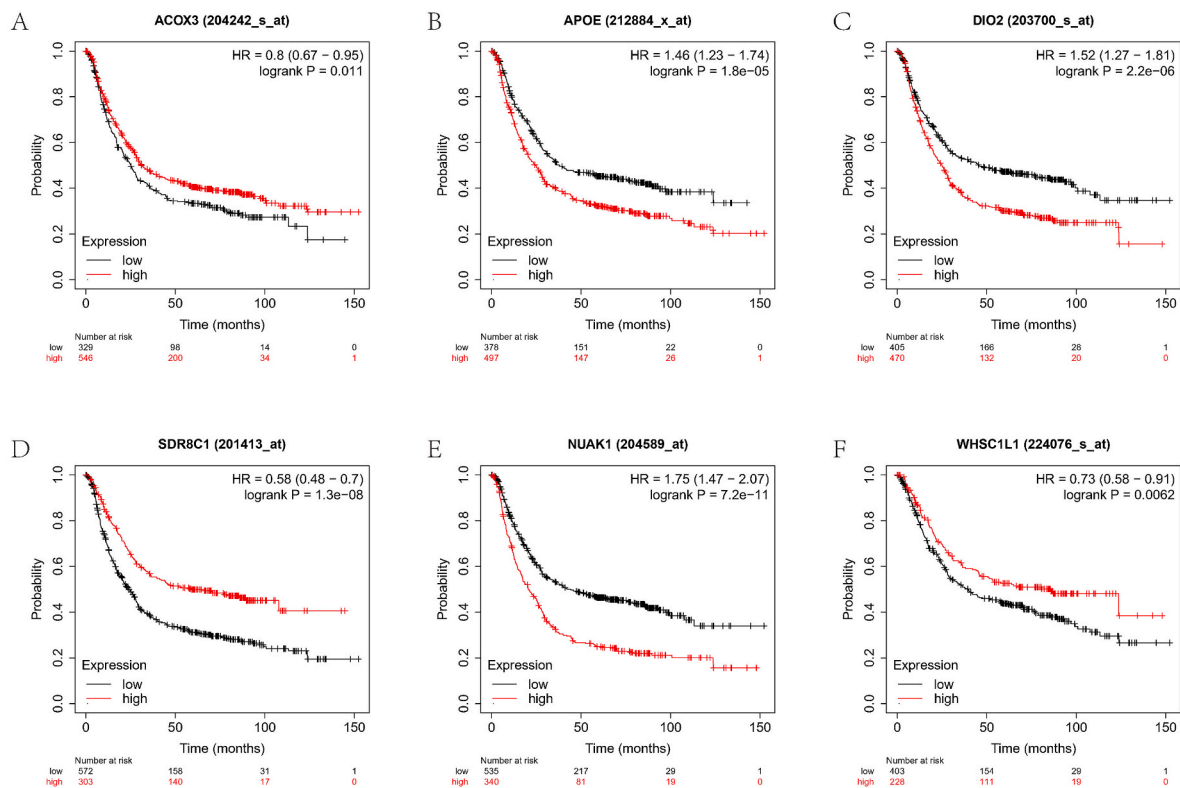 A
ACOX3 (204242_s_at)
HR = 0.8 (0.67 − 0.95)
logrank P = 0.011
Probability
1.0
0.8
0.6
0.4
0.2
0.0
Expression
low
high
0 50 100 150
Time (months)
Number at risk
low 329 98 14 0
high 546 200 34 1
B
APOE (212884_x_at)
HR = 1.46 (1.23 − 1.74)
logrank P = 1.8e−05
Probability
1.0
0.8
0.6
0.4
0.2
0.0
Expression
low
high
0 50 100 150
Time (months)
Number at risk
low 378 151 22 0
high 497 147 26 1
C
DIO2 (203700_s_at)
HR = 1.52 (1.27 − 1.81)
logrank P = 2.2e−06
Probability
1.0
0.8
0.6
0.4
0.2
0.0
Expression
low
high
0 50 100 150
Time (months)
Number at risk
low 405 166 28 1
high 470 132 20 0
D
SDR8C1 (201413_at)
HR = 0.58 (0.48 − 0.7)
logrank P = 1.3e−08
Probability
1.0
0.8
0.6
0.4
0.2
0.0
Expression
low
high
0 50 100 150
Time (months)
Number at risk
low 572 158 31 1
high 303 140 17 0
E
NUAK1 (204589_at)
HR = 1.75 (1.47 − 2.07)
logrank P = 7.2e−11
Probability
1.0
0.8
0.6
0.4
0.2
0.0
Expression
low
high
0 50 100 150
Time (months)
Number at risk
low 535 217 29 1
high 340 81 19 0
F
WHSC1L1 (224076_s_at)
HR = 0.73 (0.58 − 0.91)
logrank P = 0.0062
Probability
1.0
0.8
0.6
0.4
0.2
0.0
Expression
low
high
0 50 100 150
Time (months)
Number at risk
low 403 154 29 1
high 228 111 19 0